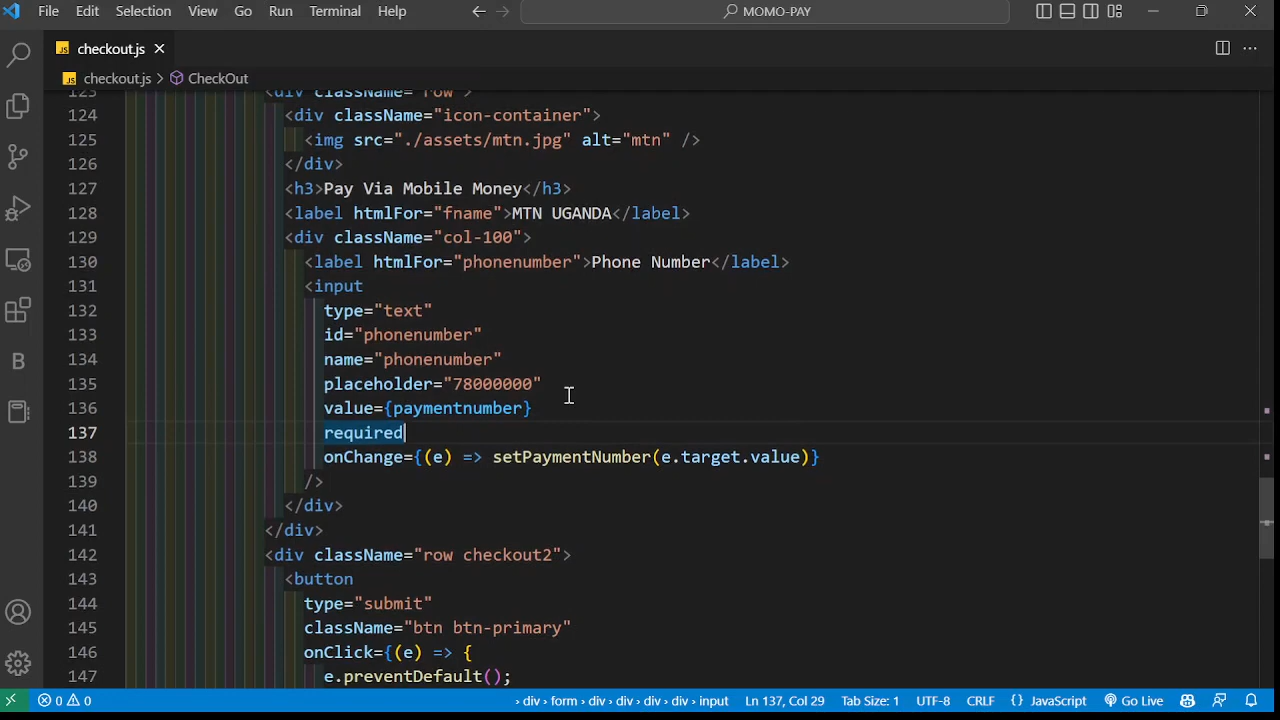 File Edit Selection View Go Run Terminal Help MOMO-PAY
JS checkout.js
JS checkout.js > CheckOut
123 <div className="row">
124 <div className="icon-container">
125 <img src="./assets/mtn.jpg" alt="mtn" />
126 </div>
127 <h3>Pay Via Mobile Money</h3>
128 <label htmlFor="fname">MTN UGANDA</label>
129 <div className="col-100">
130 <label htmlFor="phonenumber">Phone Number</label>
131 <input
132 type="text"
133 id="phonenumber"
134 name="phonenumber"
135 placeholder="78000000"
136 value={paymentnumber}
137 required
138 onChange={(e) => setPaymentNumber(e.target.value)}
139 />
140 </div>
141 </div>
142 <div className="row checkout2">
143 <button
144 type="submit"
145 className="btn btn-primary"
146 onClick={(e) => {
147 e.preventDefault();
B
0 0 › div › form › div › div › div › input Ln 137, Col 29 Tab Size: 1 UTF-8 CRLF {} JavaScript Go Live